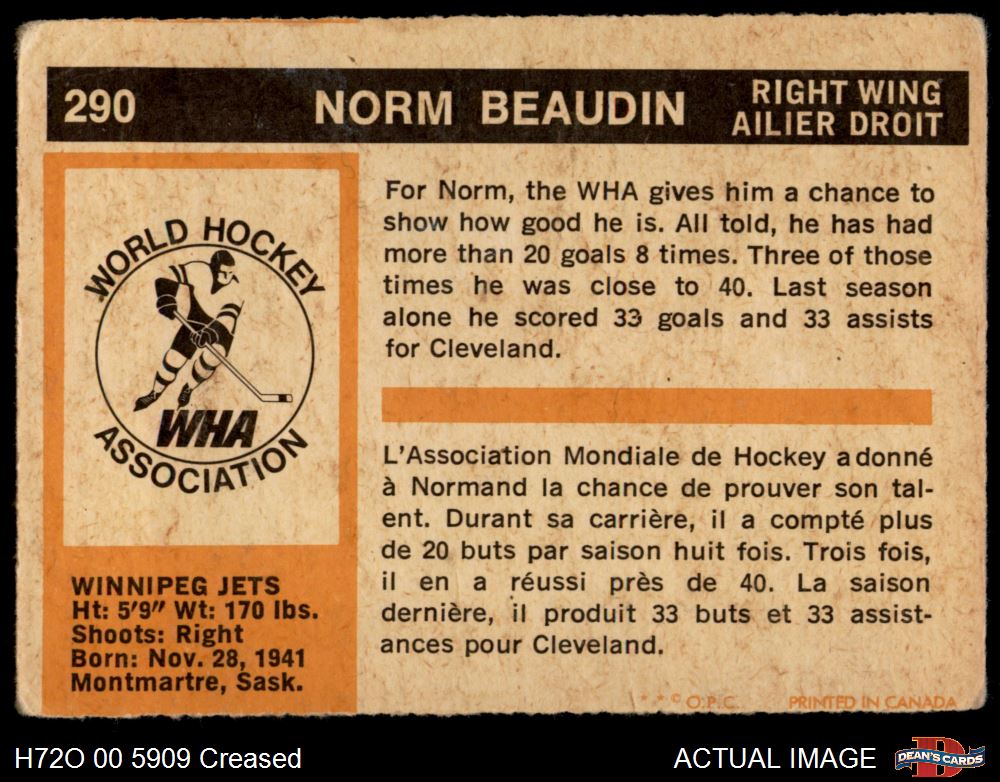 290
NORM BEAUDIN
RIGHT WING
AILIER DROIT
WORLD HOCKEY
WHA
ASSOCIATION
WINNIPEG JETS
Ht: 5'9" Wt: 170 lbs.
Shoots: Right
Born: Nov. 28, 1941
Montmartre, Sask.
For Norm, the WHA gives him a chance to
show how good he is. All told, he has had
more than 20 goals 8 times. Three of those
times he was close to 40. Last season
alone he scored 33 goals and 33 assists
for Cleveland.
L'Association Mondiale de Hockey a donné
à Normand la chance de prouver son tal-
ent. Durant sa carrière, il a compté plus
de 20 buts par saison huit fois. Trois fois,
il en a réussi près de 40. La saison
dernière, il produit 33 buts et 33 assist-
ances pour Cleveland.
* * © O.P.C. PRINTED IN CANADA
H72O 00 5909 Creased
ACTUAL IMAGE
D
DEAN'S CARDS